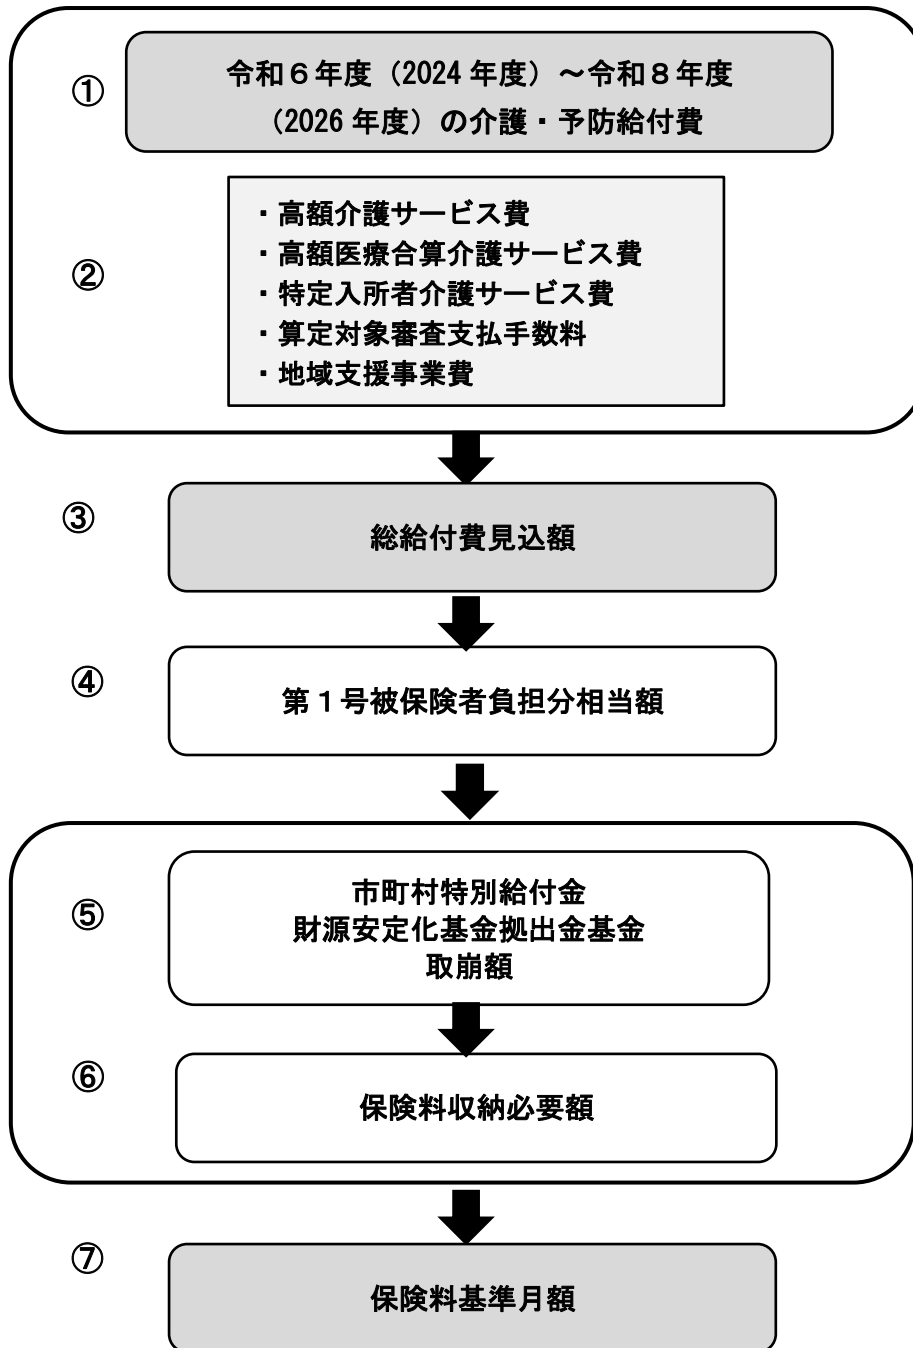 ①
令和６年度（2024 年度）～令和８年度
（2026 年度）の介護・予防給付費
②
・高額介護サービス費
・高額医療合算介護サービス費
・特定入所者介護サービス費
・算定対象審査支払手数料
・地域支援事業費
③
総給付費見込額
④
第１号被保険者負担分相当額
⑤
市町村特別給付金
財源安定化基金拠出金基金
取崩額
⑥
保険料収納必要額
⑦
保険料基準月額